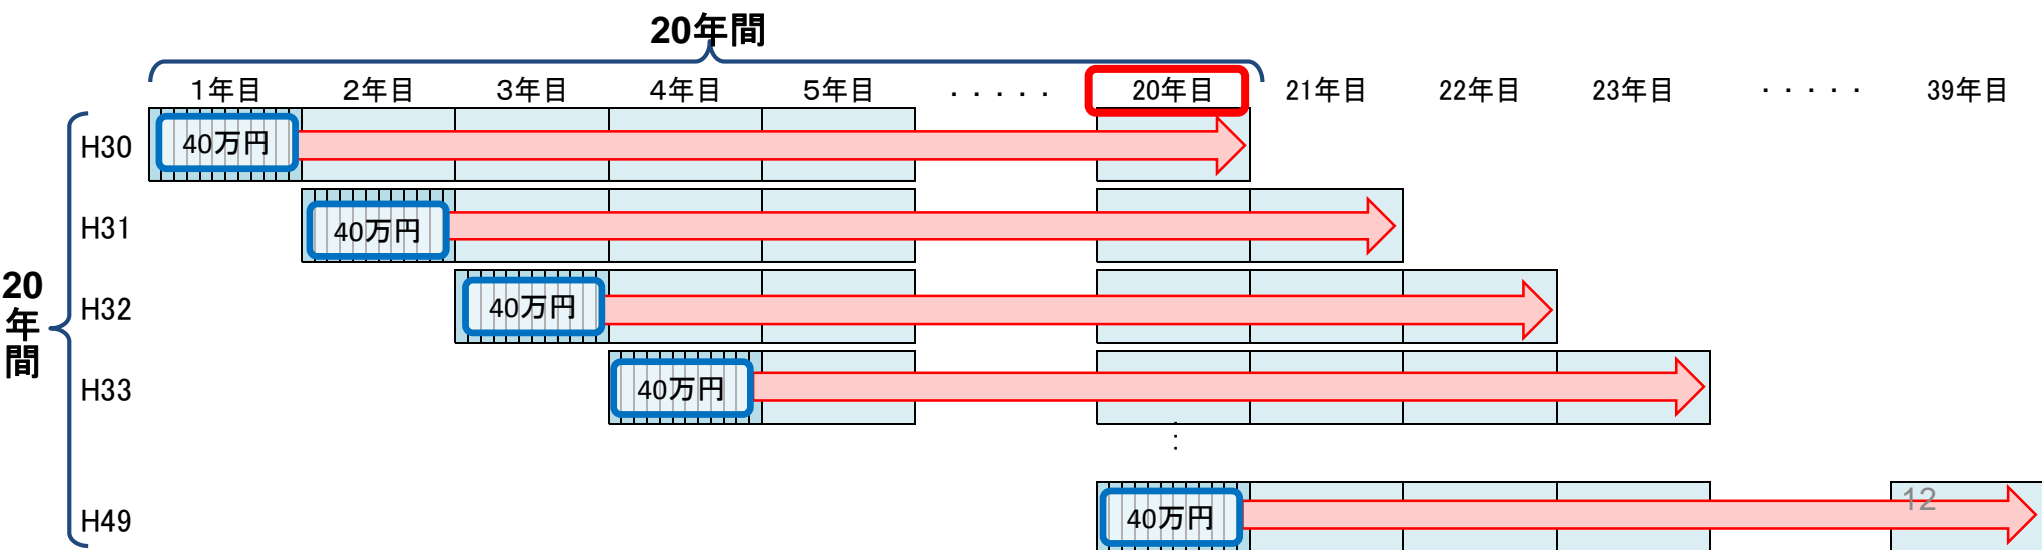 20年間
１年目 ２年目 ３年目 ４年目 ５年目 ・・・・・ 20年目 21年目 22年目 23年目 ・・・・・ 39年目
H30 40万円
H31 40万円
20年間
H32 40万円
H33 40万円
：
H49 40万円
12